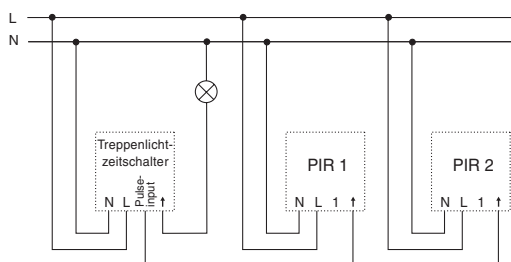 L
N
Treppenlicht-
zeitschalter
N L Pulse-
input ↑
PIR 1
N L 1 ↑
PIR 2
N L 1 ↑